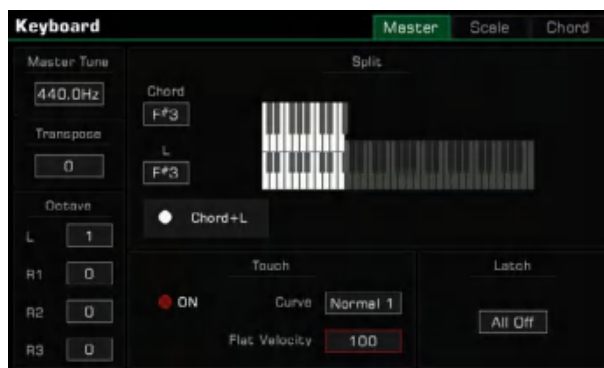 Keyboard
Master
Scale
Chord
Master Tune
440.0Hz
Transpose
0
Octave
L
1
R1
0
R2
0
R3
0
Split
Chord
F#3
L
F#3
Chord+L
Touch
ON
Curve
Normal 1
Flat Velocity
100
Latch
All Off